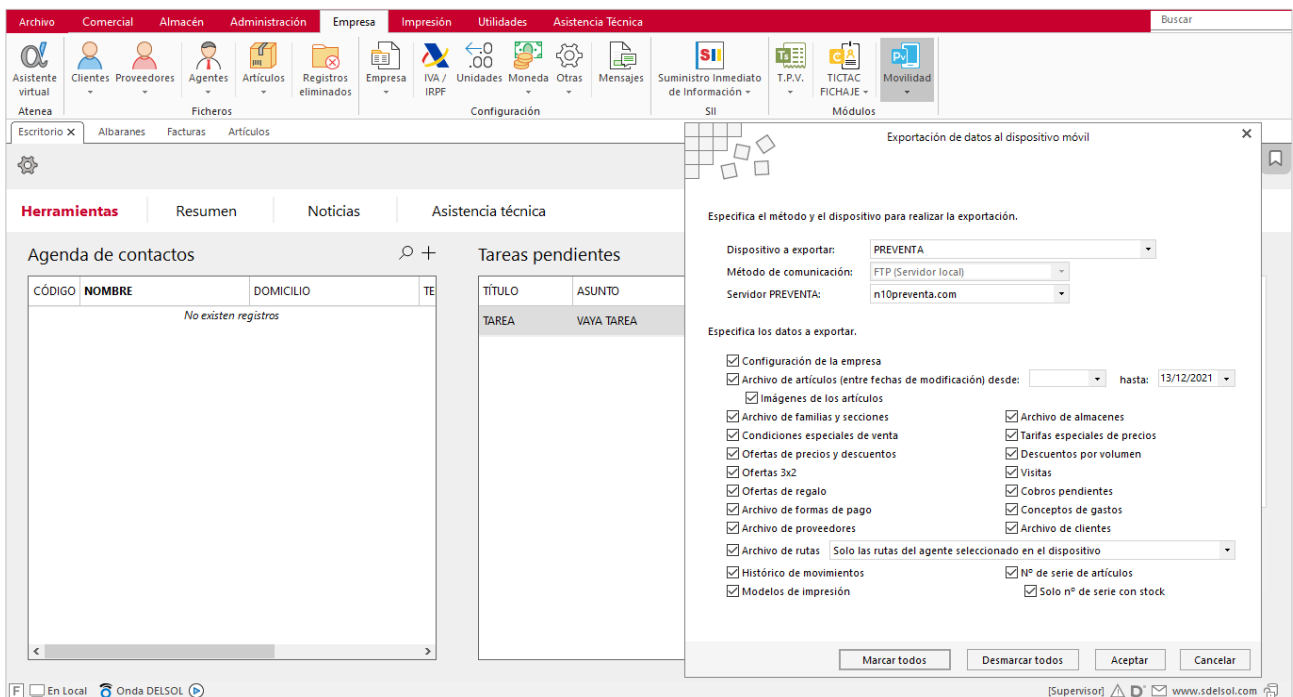 Archivo Comercial Almacén Administración Empresa Impresión Utilidades Asistencia Técnica Buscar
Asistente virtual Clientes Proveedores Agentes Artículos Registros eliminados Empresa IVA / IRPF Unidades Moneda Otras Mensajes Suministro Inmediato de Información T.P.V. TICTAC FICHAJE Movilidad
Atenea Ficheros Configuración SII Módulos
Escritorio X Albaranes Facturas Artículos
Exportación de datos al dispositivo móvil
Herramientas Resumen Noticias Asistencia técnica
Especifica el método y el dispositivo para realizar la exportación.
Agenda de contactos
Tareas pendientes
Dispositivo a exportar: PREVENTA
Método de comunicación: FTP (Servidor local)
Servidor PREVENTA: n10preventa.com
CÓDIGO NOMBRE DOMICILIO TE
No existen registros
TÍTULO ASUNTO
TAREA VAYA TAREA
Especifica los datos a exportar.
Configuración de la empresa
Archivo de artículos (entre fechas de modificación) desde: hasta: 13/12/2021
Imágenes de los artículos
Archivo de familias y secciones Archivo de almacenes
Condiciones especiales de venta Tarifas especiales de precios
Ofertas de precios y descuentos Descuentos por volumen
Ofertas 3x2 Visitas
Ofertas de regalo Cobros pendientes
Archivo de formas de pago Conceptos de gastos
Archivo de proveedores Archivo de clientes
Archivo de rutas Solo las rutas del agente seleccionado en el dispositivo
Histórico de movimientos Nº de serie de artículos
Modelos de impresión Solo nº de serie con stock
Marcar todos Desmarcar todos Aceptar Cancelar
F En Local Onda DELSOL [Supervisor] D www.sdelsol.com